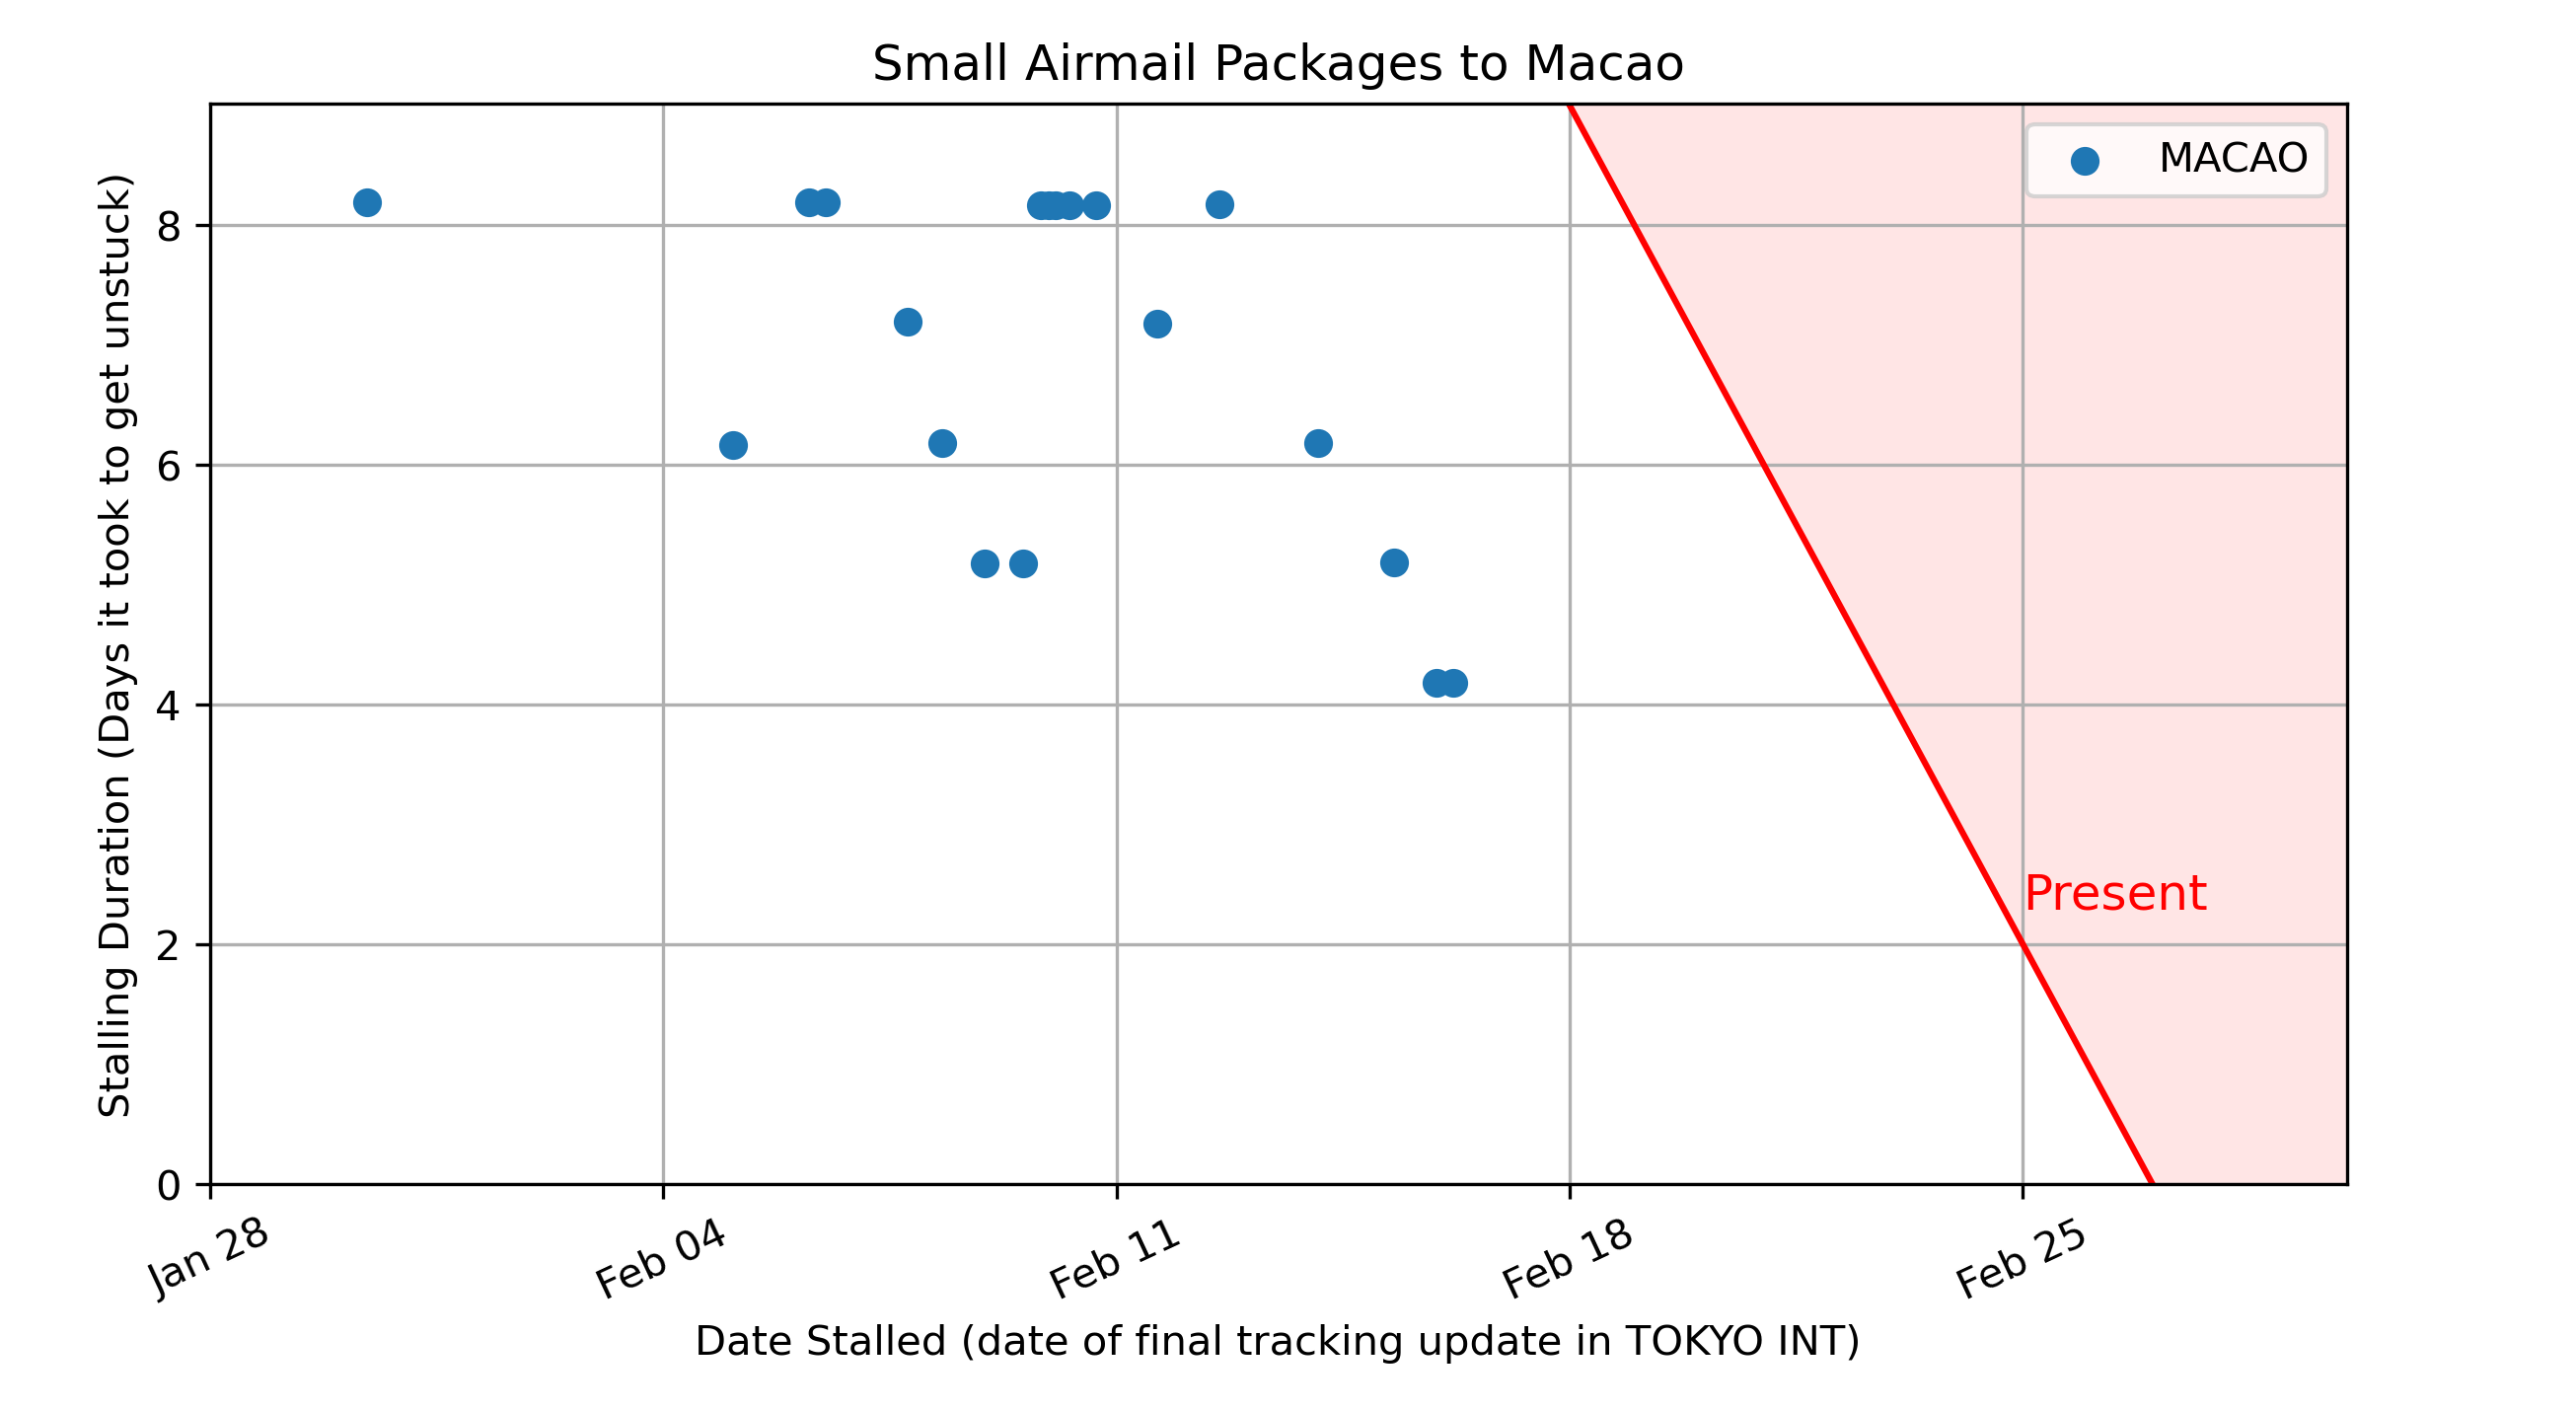 Small Airmail Packages to Macao
MACAO
Stalling Duration (Days it took to get unstuck)
8
6
4
2
0
Present
Jan 28
Feb 04
Feb 11
Feb 18
Feb 25
Date Stalled (date of final tracking update in TOKYO INT)